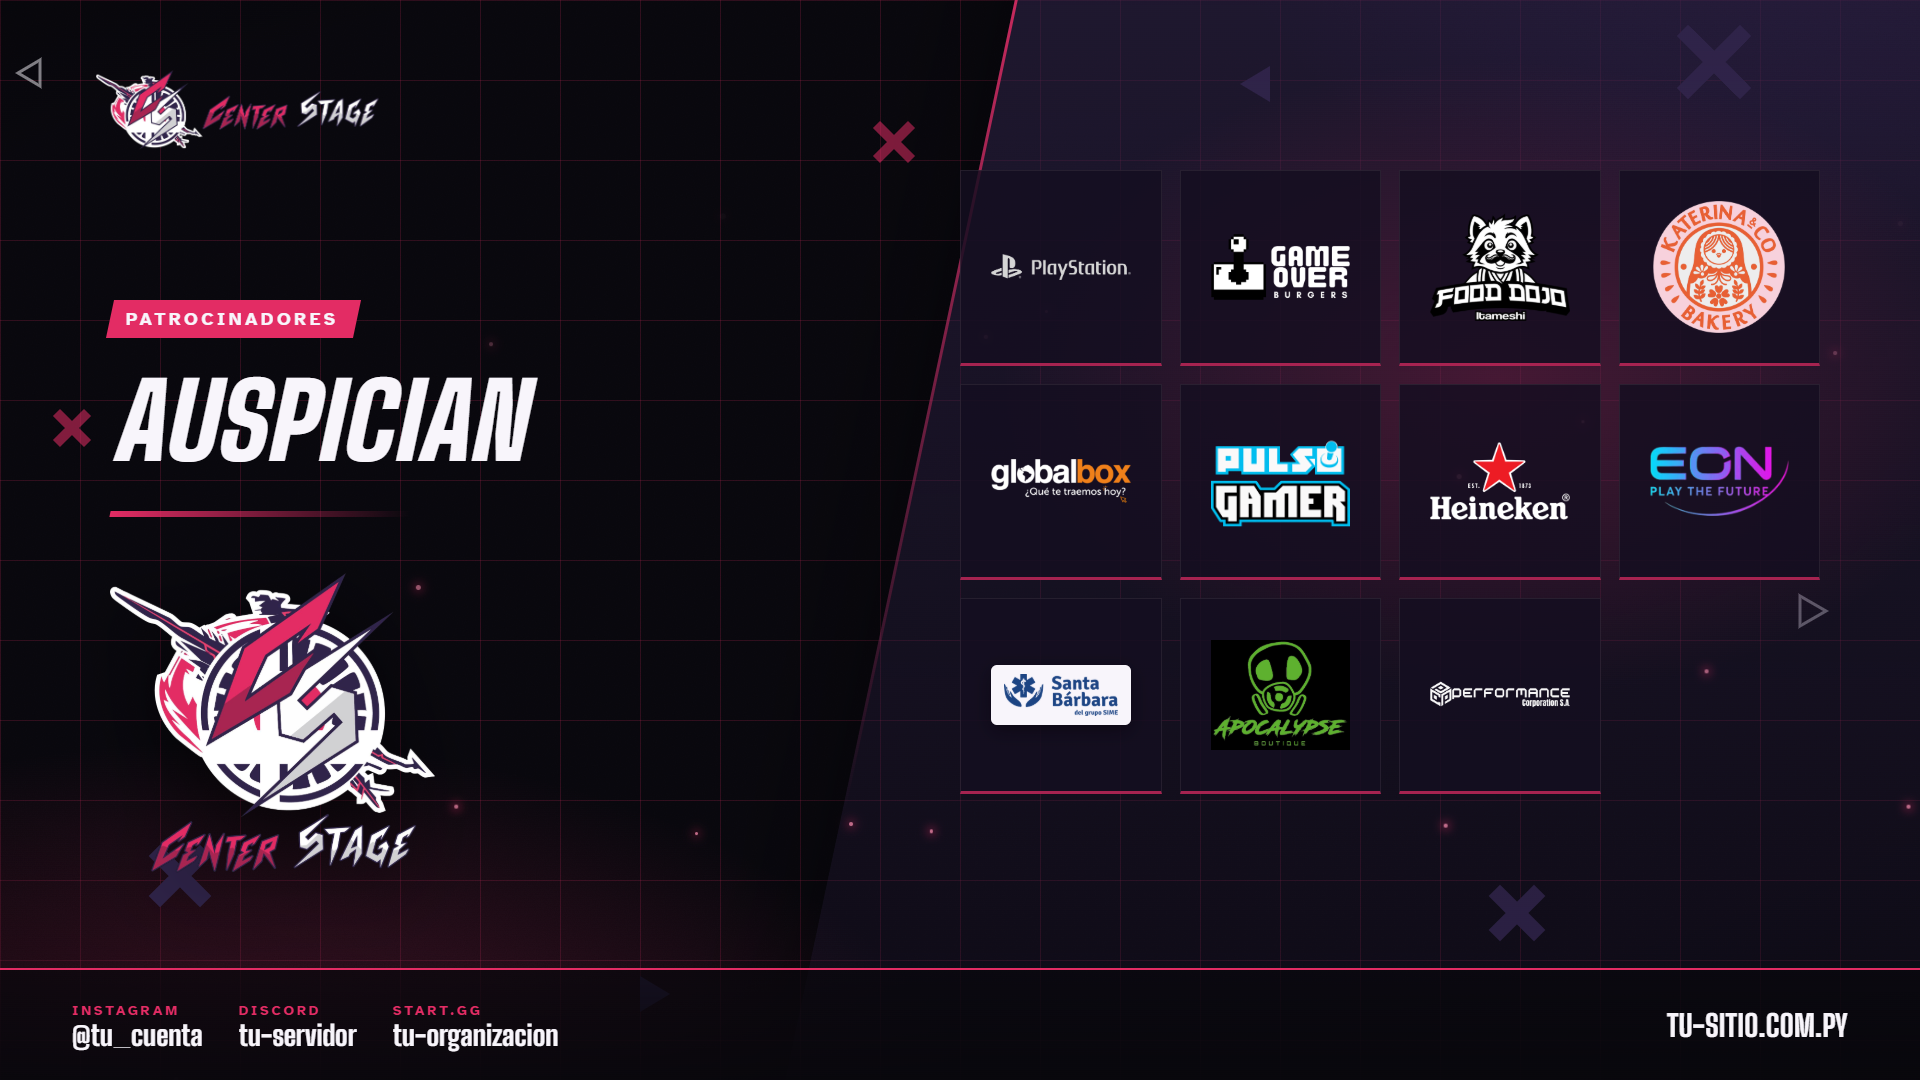 CENTER STAGE
PATROCINADORES
AUSPICIAN
CENTER STAGE
PlayStation
GAME
OVER
BURGERS
FOOD DOJO
Itameshi
KATERINA & CO
BAKERY
globalbox
¿Qué te traemos hoy?
PULSO
GAMER
EST. 1873
Heineken®
EON
PLAY THE FUTURE
Santa
Bárbara
del grupo SIME
APOCALYPSE
BOUTIQUE
PERFORMANCE
Corporation S.A
INSTAGRAM
@tu_cuenta
DISCORD
tu-servidor
START.GG
tu-organizacion
TU-SITIO.COM.PY